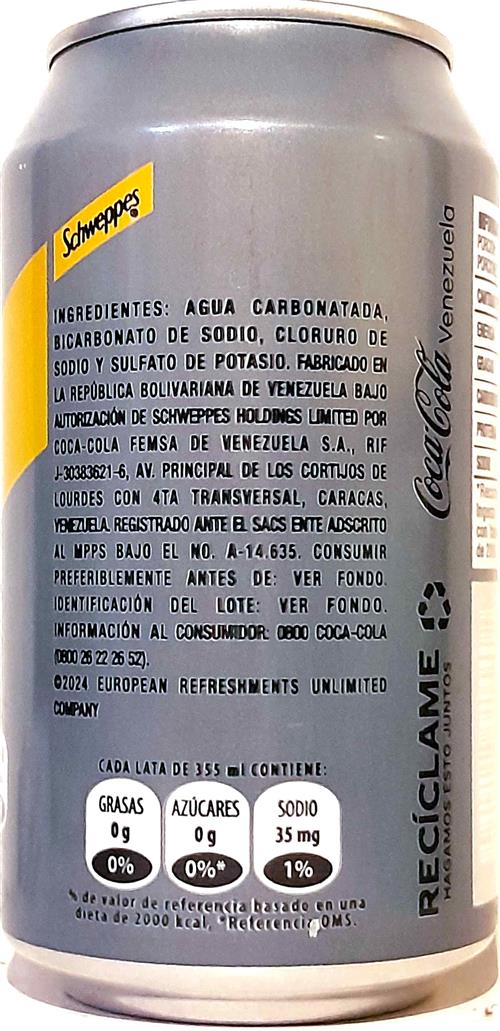 Schweppes
INGREDIENTES: AGUA CARBONATADA,
BICARBONATO DE SODIO, CLORURO DE
SODIO Y SULFATO DE POTASIO. FABRICADO EN
LA REPÚBLICA BOLIVARIANA DE VENEZUELA BAJO
AUTORIZACIÓN DE SCHWEPPES HOLDINGS LIMITED POR
COCA-COLA FEMSA DE VENEZUELA S.A., RIF
J-30383621-6, AV. PRINCIPAL DE LOS CORTIJOS DE
LOURDES CON 4TA TRANSVERSAL, CARACAS,
VENEZUELA. REGISTRADO ANTE EL SACS ENTE ADSCRITO
AL MPPS BAJO EL NO. A-14.635. CONSUMIR
PREFERIBLEMENTE ANTES DE: VER FONDO.
IDENTIFICACIÓN DEL LOTE: VER FONDO.
INFORMACIÓN AL CONSUMIDOR: 0800 COCA-COLA
(0800 26 22 26 52).
©2024 EUROPEAN REFRESHMENTS UNLIMITED
COMPANY
CADA LATA DE 355 ml CONTIENE:
GRASAS AZÚCARES SODIO
0 g 0 g 35 mg
0% 0%* 1%
% de valor de referencia basado en una
dieta de 2000 kcal, *Referencia OMS.
Coca-Cola Venezuela
RECÍCLAME
HAGAMOS ESTO JUNTOS